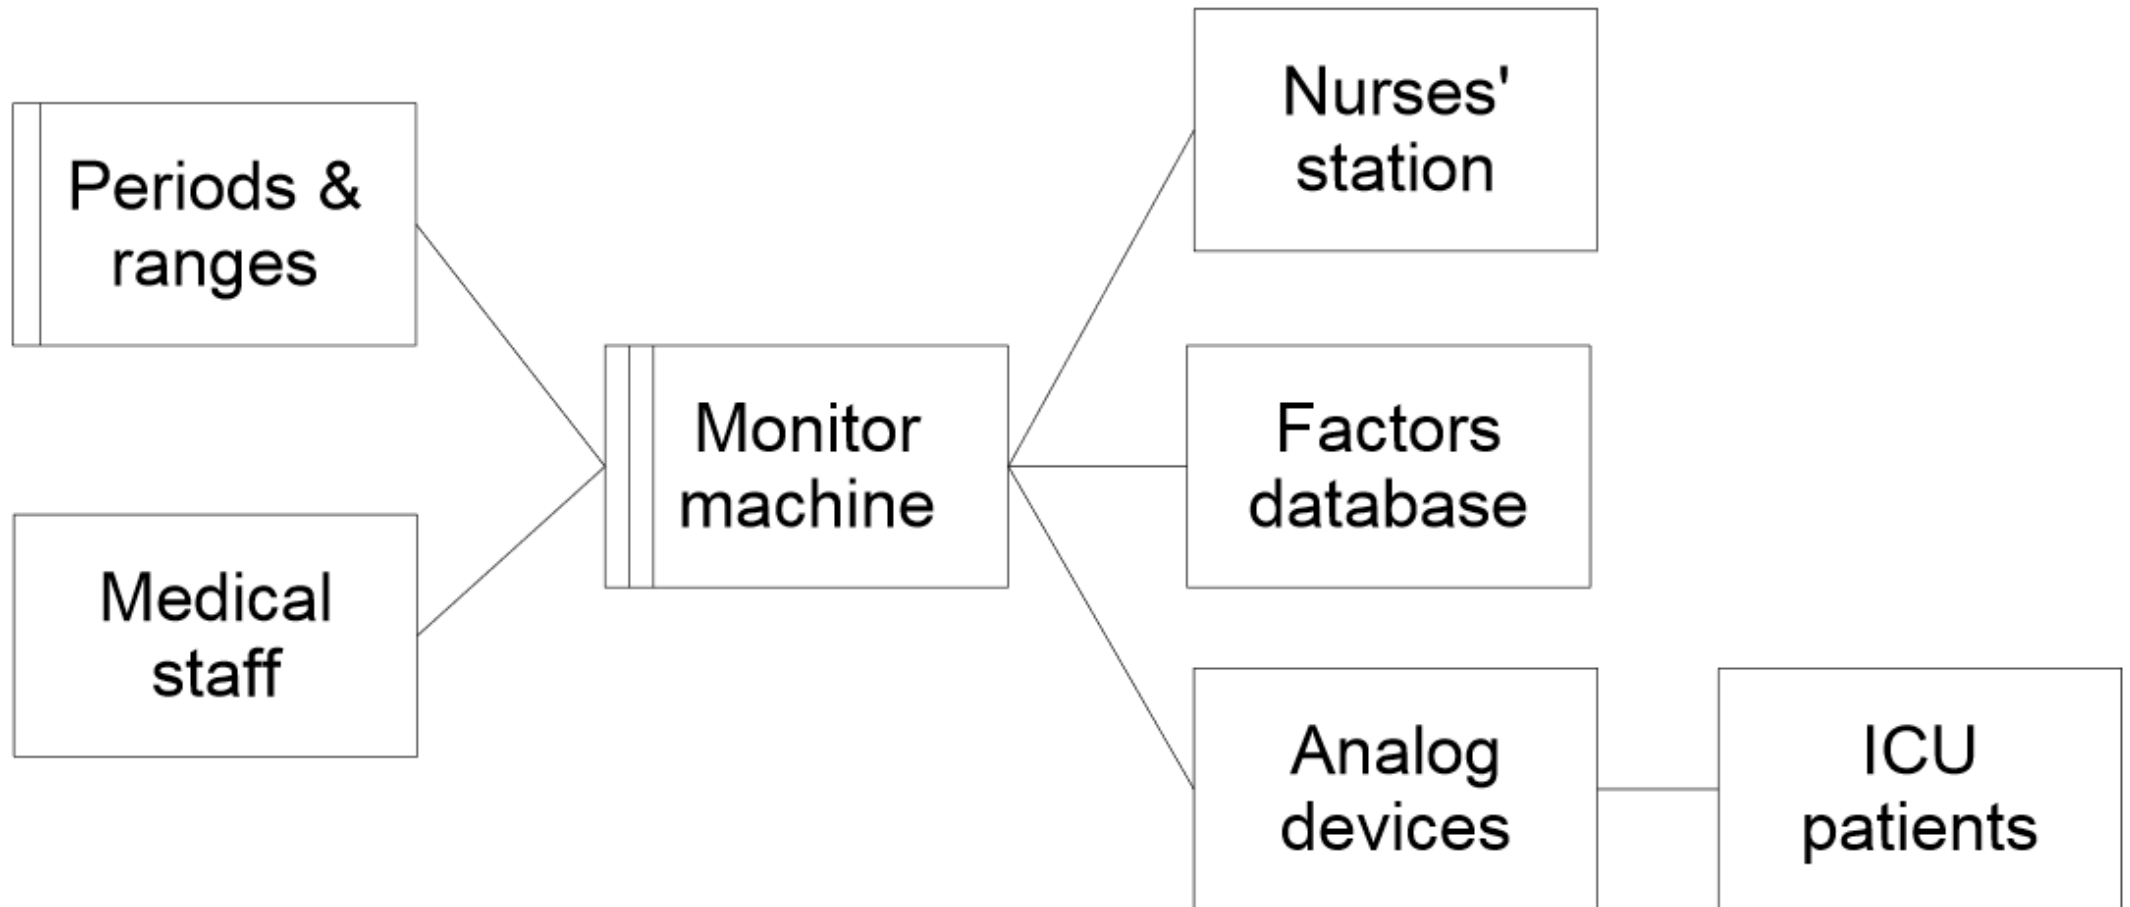 Nurses'
station
Periods &
ranges
Monitor
machine
Factors
database
Medical
staff
Analog
devices
ICU
patients